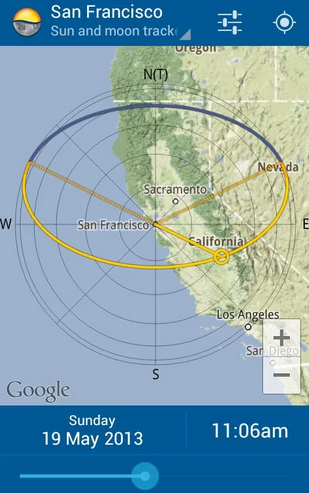 San Francisco
Sun and moon track
Oregon
N(T)
Nevada
Sacramento
W
San Francisco
E
California
Los Angeles
+
San Diego
−
S
Google
Sunday
19 May 2013
11:06am